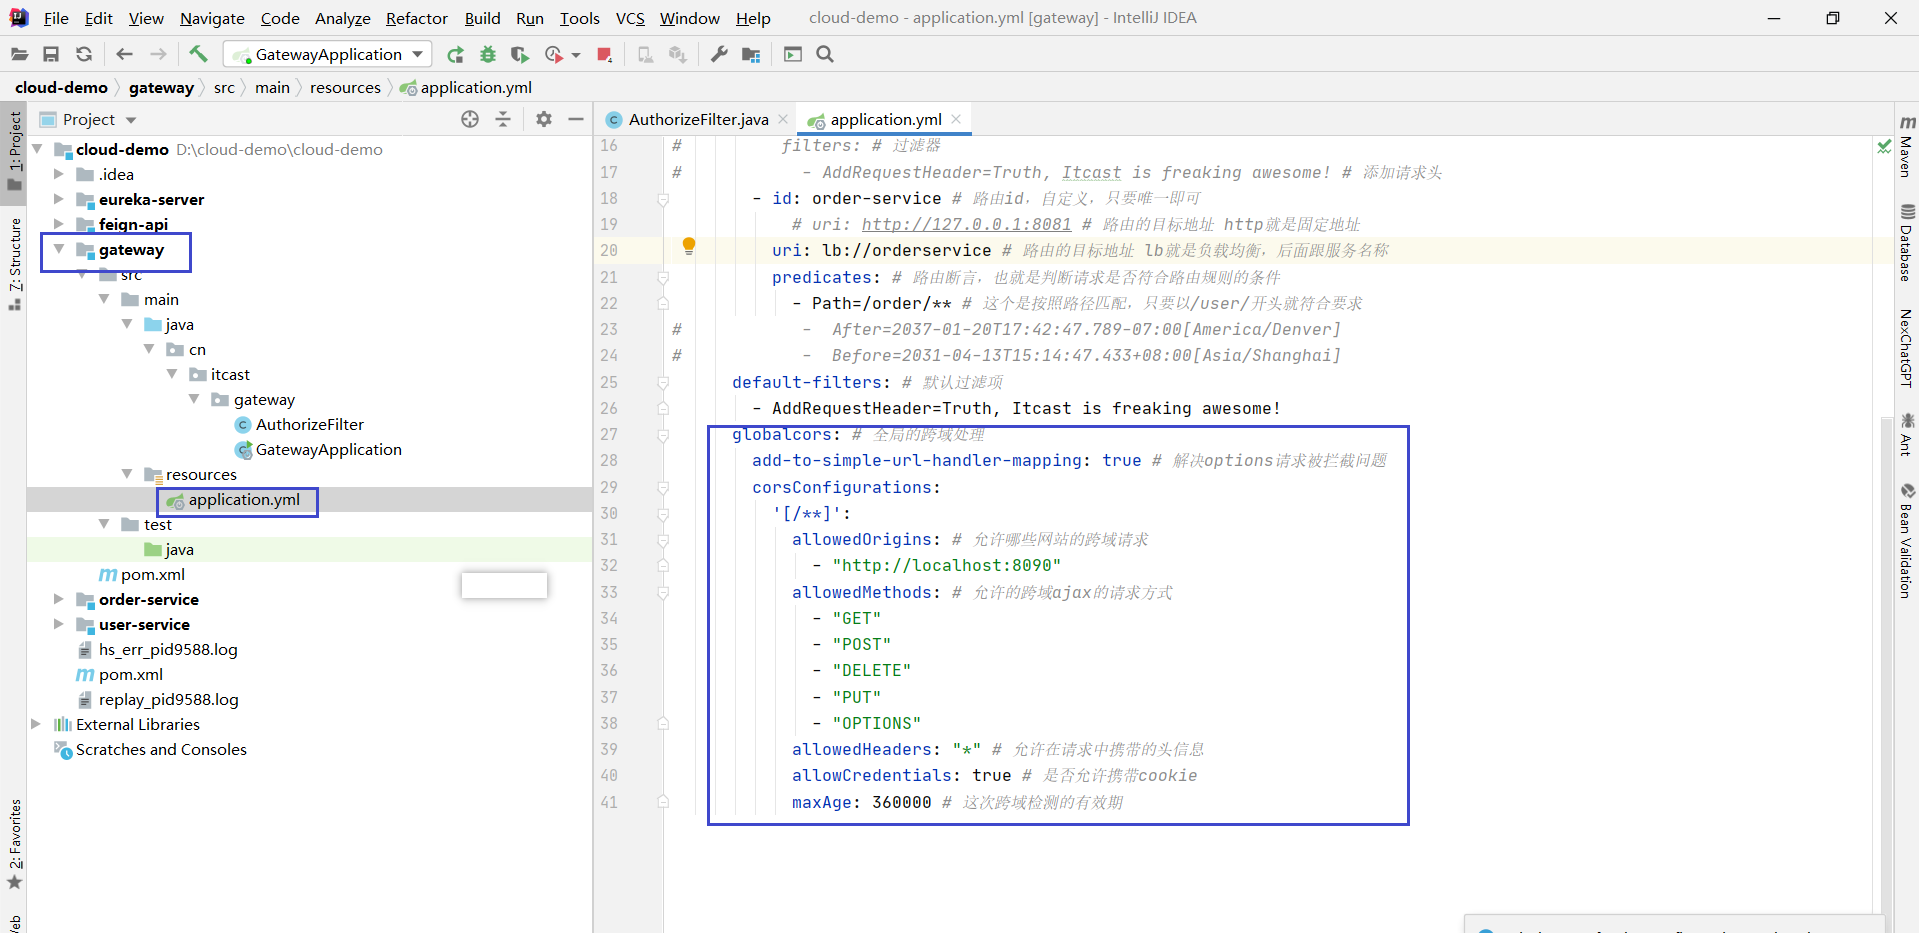 File Edit View Navigate Code Analyze Refactor Build Run Tools VCS Window Help cloud-demo - application.yml [gateway] - IntelliJ IDEA
GatewayApplication
cloud-demo gateway src main resources application.yml
1: Project
7: Structure
2: Favorites
Project
cloud-demo D:\cloud-demo\cloud-demo
.idea
eureka-server
feign-api
gateway
src
main
java
cn
itcast
gateway
AuthorizeFilter
GatewayApplication
resources
application.yml
test
java
pom.xml
order-service
user-service
hs_err_pid9588.log
pom.xml
replay_pid9588.log
External Libraries
Scratches and Consoles
AuthorizeFilter.java application.yml
16 # filters: # 过滤器
17 # - AddRequestHeader=Truth, Itcast is freaking awesome! # 添加请求头
18 - id: order-service # 路由id，自定义，只要唯一即可
19 # uri: http://127.0.0.1:8081 # 路由的目标地址 http就是固定地址
20 uri: lb://orderservice # 路由的目标地址 lb就是负载均衡，后面跟服务名称
21 predicates: # 路由断言，也就是判断请求是否符合路由规则的条件
22 - Path=/order/** # 这个是按照路径匹配，只要以/user/开头就符合要求
23 # - After=2037-01-20T17:42:47.789-07:00[America/Denver]
24 # - Before=2031-04-13T15:14:47.433+08:00[Asia/Shanghai]
25 default-filters: # 默认过滤项
26 - AddRequestHeader=Truth, Itcast is freaking awesome!
27 globalcors: # 全局的跨域处理
28 add-to-simple-url-handler-mapping: true # 解决options请求被拦截问题
29 corsConfigurations:
30 '[/**]':
31 allowedOrigins: # 允许哪些网站的跨域请求
32 - "http://localhost:8090"
33 allowedMethods: # 允许的跨域ajax的请求方式
34 - "GET"
35 - "POST"
36 - "DELETE"
37 - "PUT"
38 - "OPTIONS"
39 allowedHeaders: "*" # 允许在请求中携带的头信息
40 allowCredentials: true # 是否允许携带cookie
41 maxAge: 360000 # 这次跨域检测的有效期
Maven
Database
NexChatGPT
Ant
Bean Validation